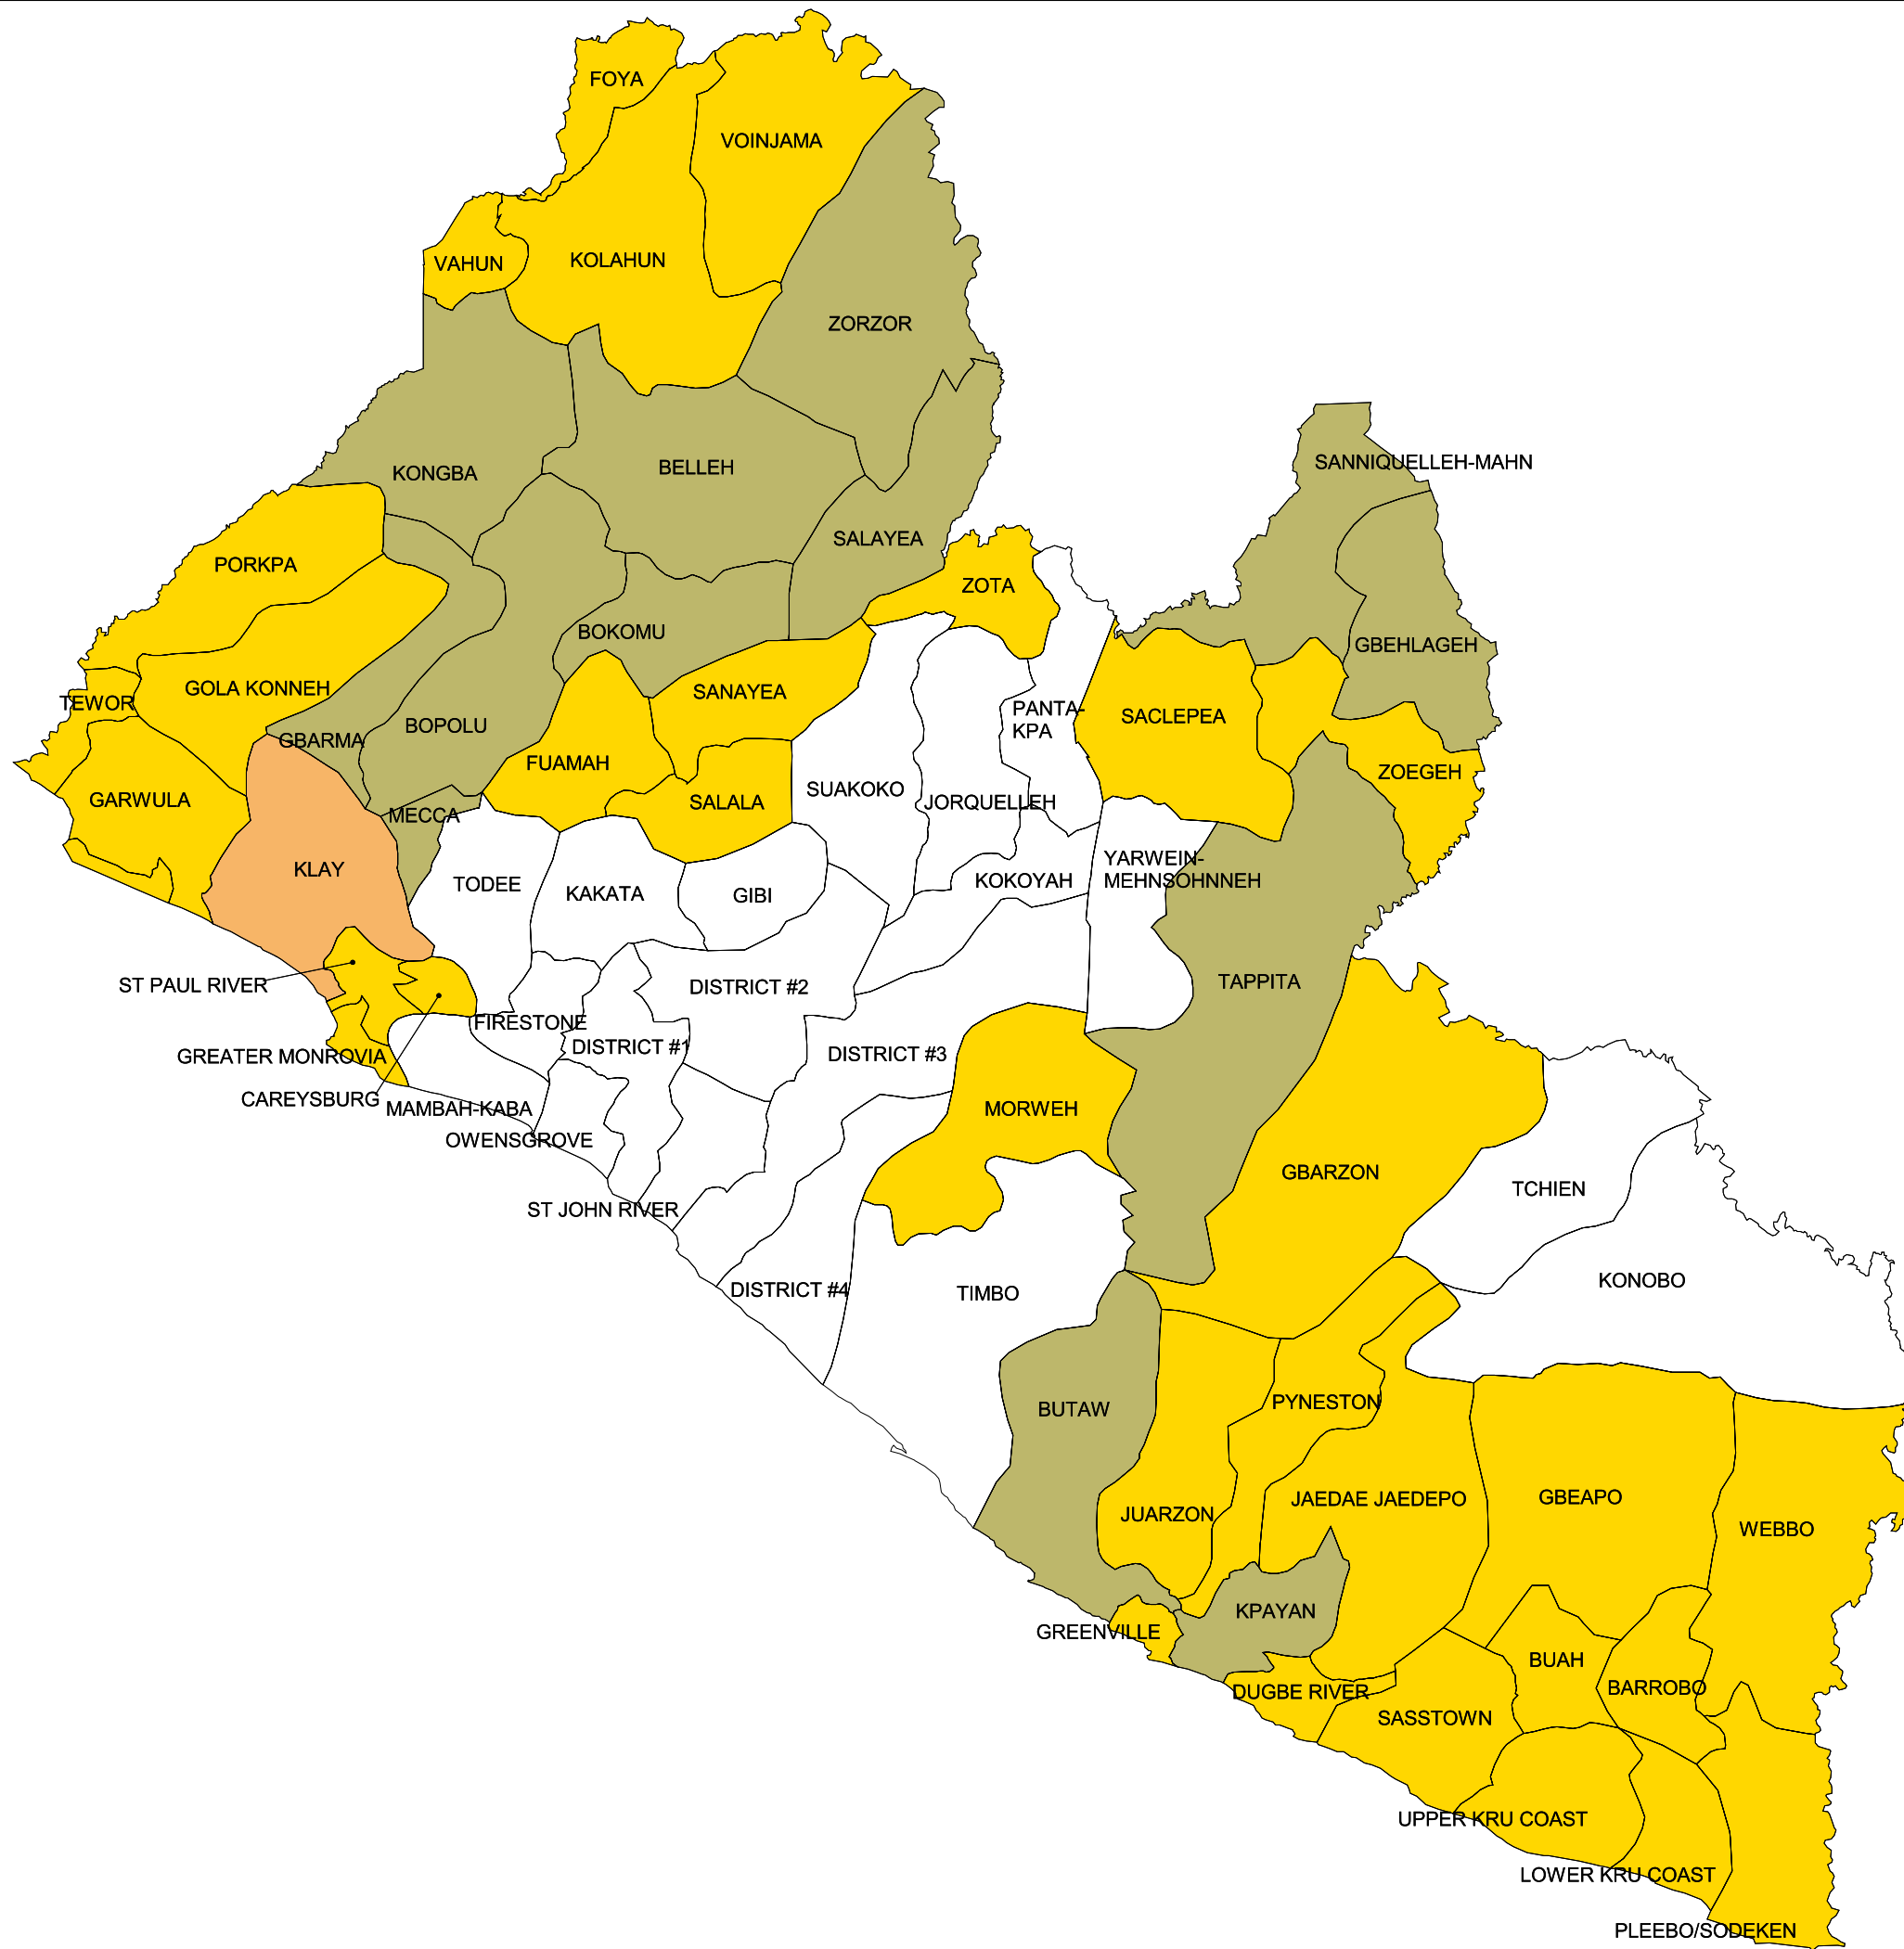 FOYA
VOINJAMA
VAHUN
KOLAHUN
ZORZOR
SANNIQUELLEH-MAHN
KONGBA
BELLEH
SALAYEA
PORKPA
ZOTA
BOKOMU
GBEHLAGEH
GOLA KONNEH
SANAYEA
TEWOR
PANTA-
KPA
SACLEPEA
BOPOLU
GBARMA
FUAMAH
ZOEGEH
SUAKOKO
GARWULA
SALALA
JORQUELLEH
MECCA
YARWEIN-
MEHNSOHNNEH
KLAY
TODEE
KAKATA
GIBI
KOKOYAH
ST PAUL RIVER
DISTRICT #2
TAPPITA
FIRESTONE
DISTRICT #1
DISTRICT #3
GREATER MONROVIA
CAREYSBURG
MAMBAH-KABA
MORWEH
OWENSGROVE
GBARZON
TCHIEN
ST JOHN RIVER
KONOBO
DISTRICT #4
TIMBO
PYNESTON
BUTAW
JAEDAE JAEDEPO
GBEAPO
JUARZON
WEBBO
KPAYAN
GREENVILLE
BUAH
BARROBO
DUGBE RIVER
SASSTOWN
UPPER KRU COAST
LOWER KRU COAST
PLEEBO/SODEKEN